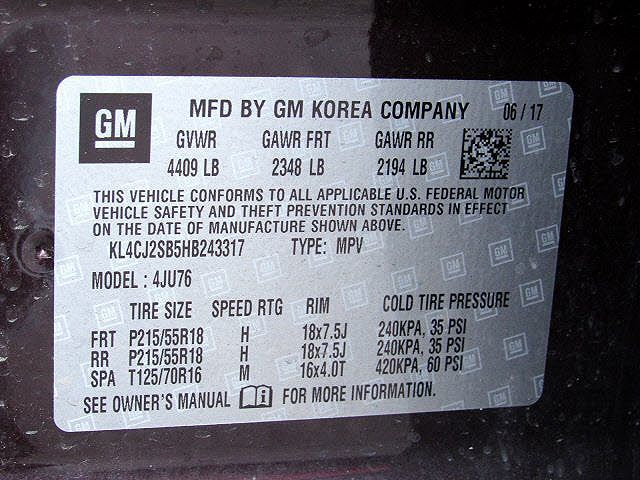 GM MFD BY GM KOREA COMPANY 06 / 17
GVWR GAWR FRT GAWR RR
4409 LB 2348 LB 2194 LB
THIS VEHICLE CONFORMS TO ALL APPLICABLE U.S. FEDERAL MOTOR
VEHICLE SAFETY AND THEFT PREVENTION STANDARDS IN EFFECT
ON THE DATE OF MANUFACTURE SHOWN ABOVE.
KL4CJ2SB5HB243317 TYPE: MPV
MODEL : 4JU76
TIRE SIZE SPEED RTG RIM COLD TIRE PRESSURE
FRT P215/55R18 H 18x7.5J 240KPA, 35 PSI
RR P215/55R18 H 18x7.5J 240KPA, 35 PSI
SPA T125/70R16 M 16x4.0T 420KPA, 60 PSI
SEE OWNER'S MANUAL FOR MORE INFORMATION.